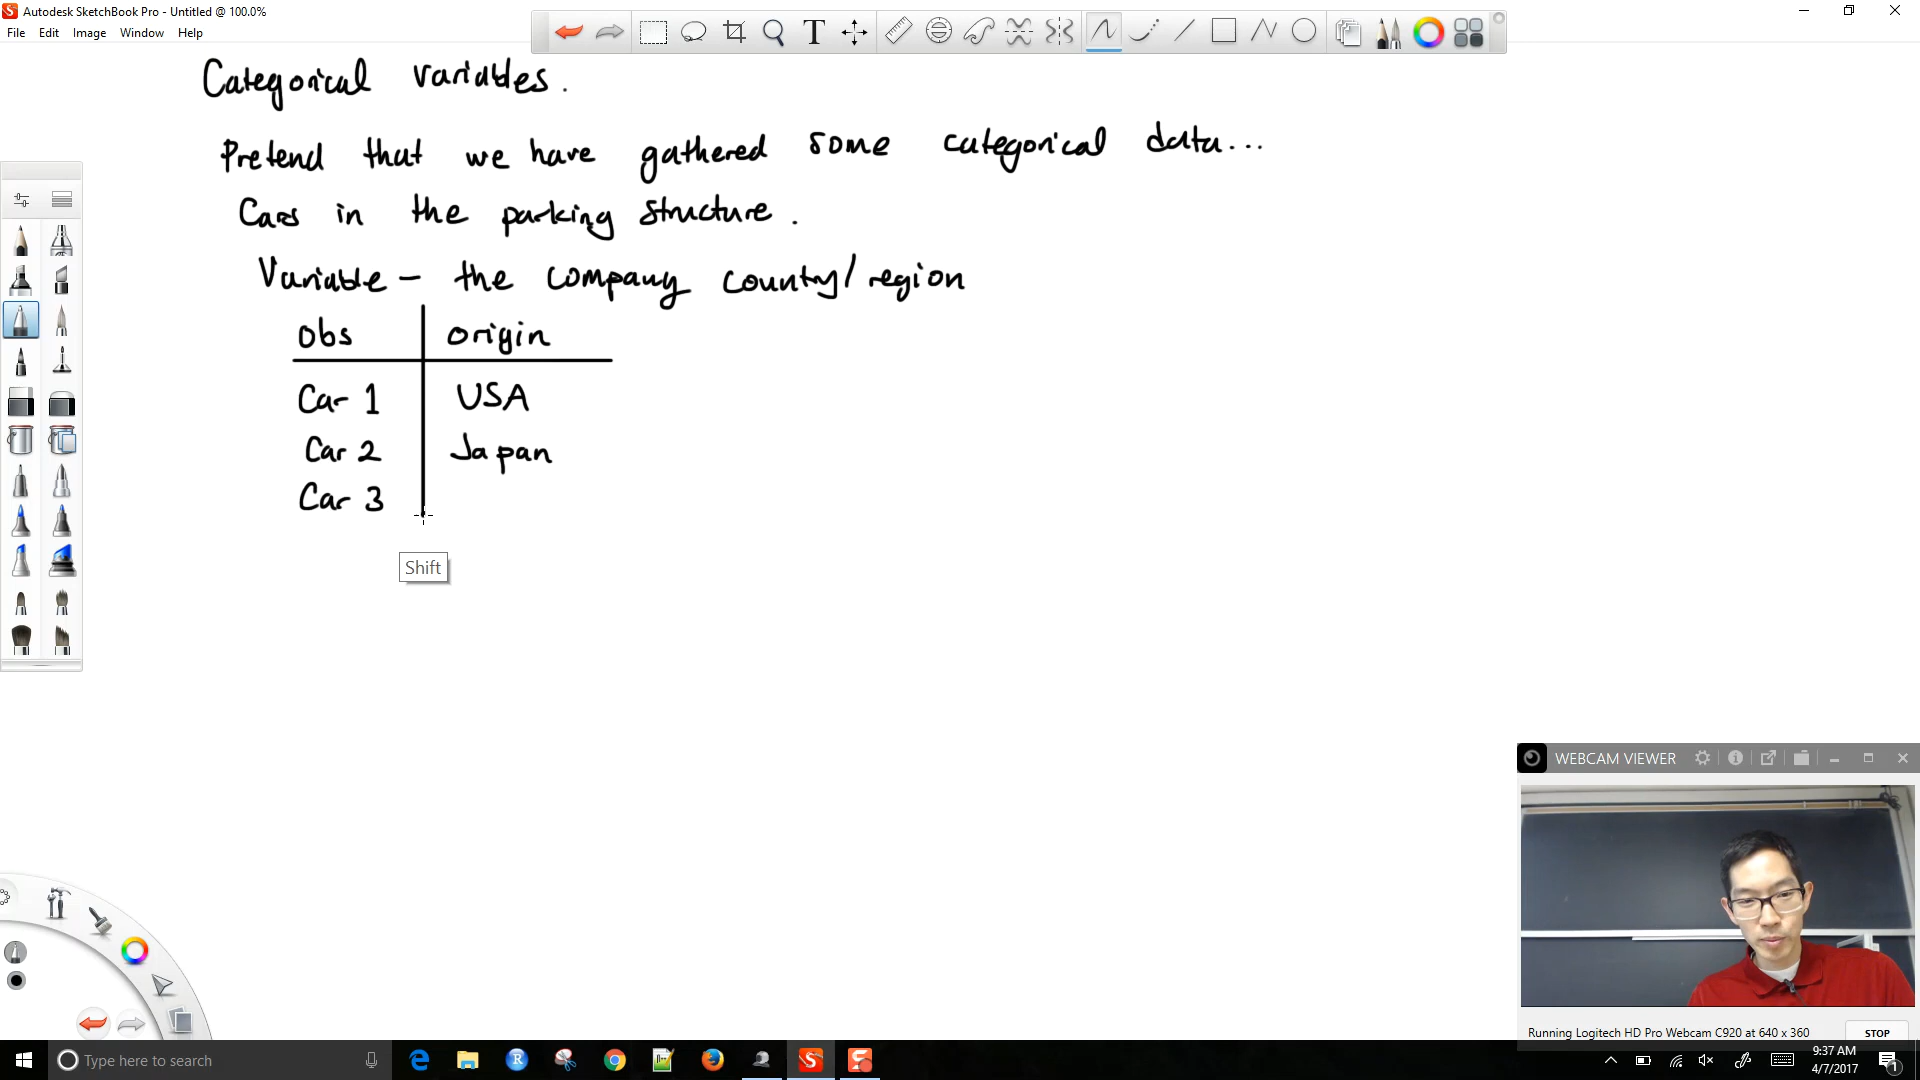 Autodesk SketchBook Pro - Untitled @ 100.0%
File Edit Image Window Help
T
Categorical variables.
Pretend that we have gathered some categorical data...
Cars in the parking structure.
Variable - the company country/region
Obs origin
Car 1 USA
Car 2 Japan
Car 3
Shift
WEBCAM VIEWER
Running Logitech HD Pro Webcam C920 at 640 x 360
STOP
Type here to search
9:37 AM
4/7/2017
1